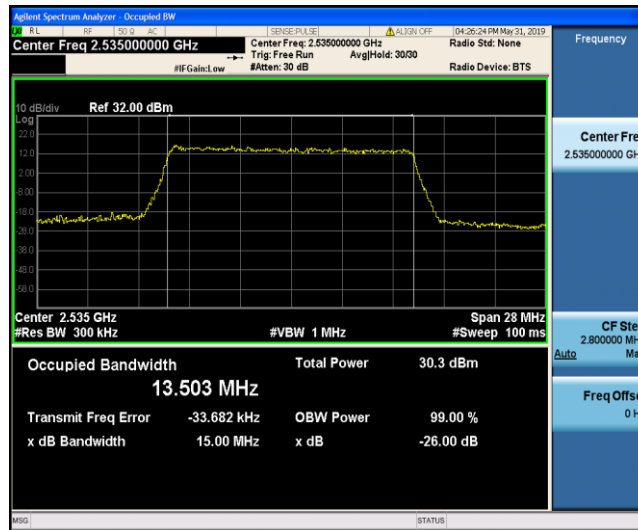 Agilent Spectrum Analyzer - Occupied BW
RL RF 50 Ω AC SENSE:PULSE ALIGN OFF 04:26:24 PM May 31, 2019
Center Freq 2.535000000 GHz
Center Freq: 2.535000000 GHz
Radio Std: None
Trig: Free Run Avg|Hold: 30/30
#IFGain:Low #Atten: 30 dB Radio Device: BTS
10 dB/div Ref 32.00 dBm
Log
22.0
12.0
2.00
-8.00
-18.0
-28.0
-38.0
-48.0
-58.0
Center 2.535 GHz Span 28 MHz
#Res BW 300 kHz #VBW 1 MHz #Sweep 100 ms
Occupied Bandwidth Total Power 30.3 dBm
13.503 MHz
Transmit Freq Error -33.682 kHz OBW Power 99.00 %
x dB Bandwidth 15.00 MHz x dB -26.00 dB
MSG STATUS
Frequency
Center Fre
2.535000000 GH
CF Ste
2.800000 MH
Auto Ma
Freq Offse
0 H